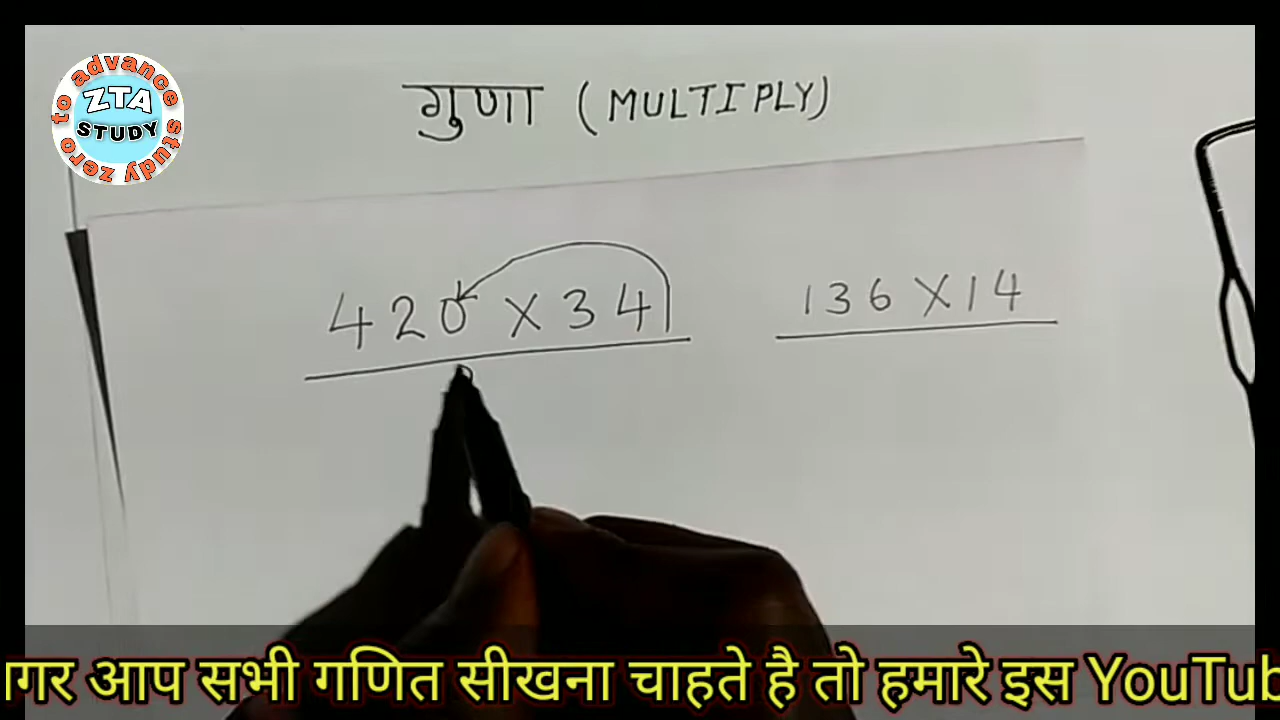 zero to advance study
ZTA
STUDY
गुणा (MULTIPLY)
420 X 34
136 X 14
0
गर आप सभी गणित सीखना चाहते है तो हमारे इस YouTub